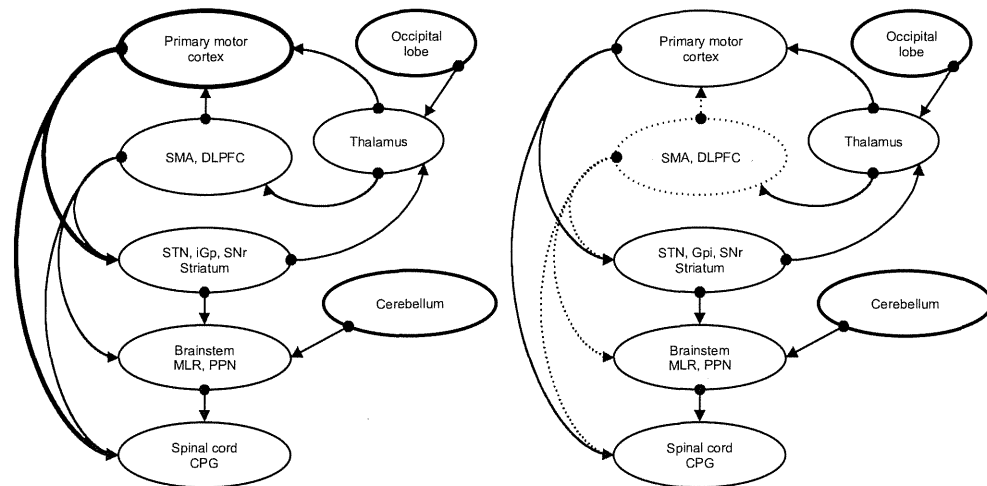 Primary motor
cortex
Occipital
lobe
SMA, DLPFC
Thalamus
STN, iGp, SNr
Striatum
Cerebellum
Brainstem
MLR, PPN
Spinal cord
CPG
Primary motor
cortex
Occipital
lobe
SMA, DLPFC
Thalamus
STN, Gpi, SNr
Striatum
Cerebellum
Brainstem
MLR, PPN
Spinal cord
CPG